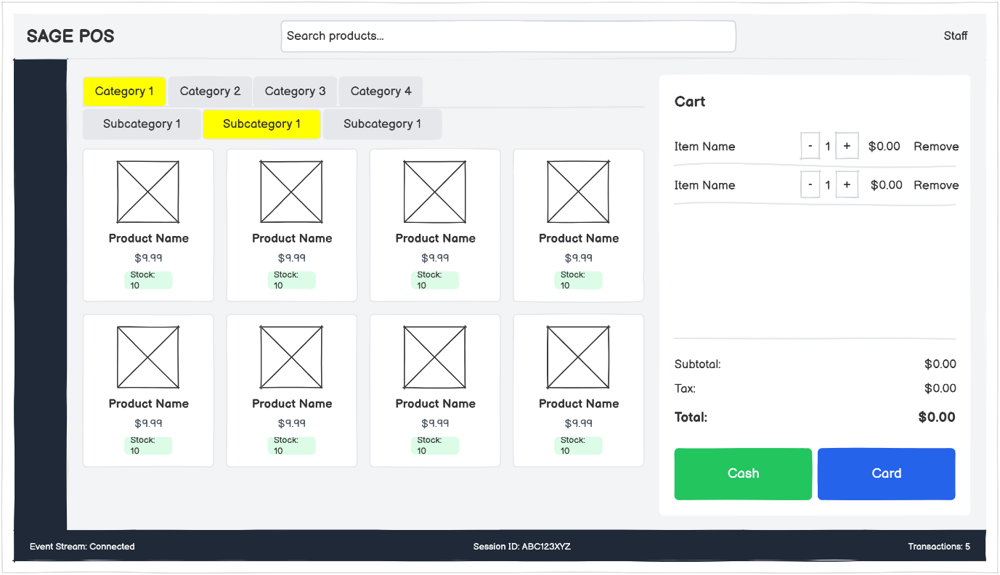 SAGE POS
Search products...
Staff
Category 1
Category 2
Category 3
Category 4
Subcategory 1
Subcategory 1
Subcategory 1
Product Name
$9.99
Stock:
10
Product Name
$9.99
Stock:
10
Product Name
$9.99
Stock:
10
Product Name
$9.99
Stock:
10
Product Name
$9.99
Stock:
10
Product Name
$9.99
Stock:
10
Product Name
$9.99
Stock:
10
Product Name
$9.99
Stock:
10
Cart
Item Name - 1 + $0.00 Remove
Item Name - 1 + $0.00 Remove
Subtotal: $0.00
Tax: $0.00
Total: $0.00
Cash
Card
Event Stream: Connected
Session ID: ABC123XYZ
Transactions: 5